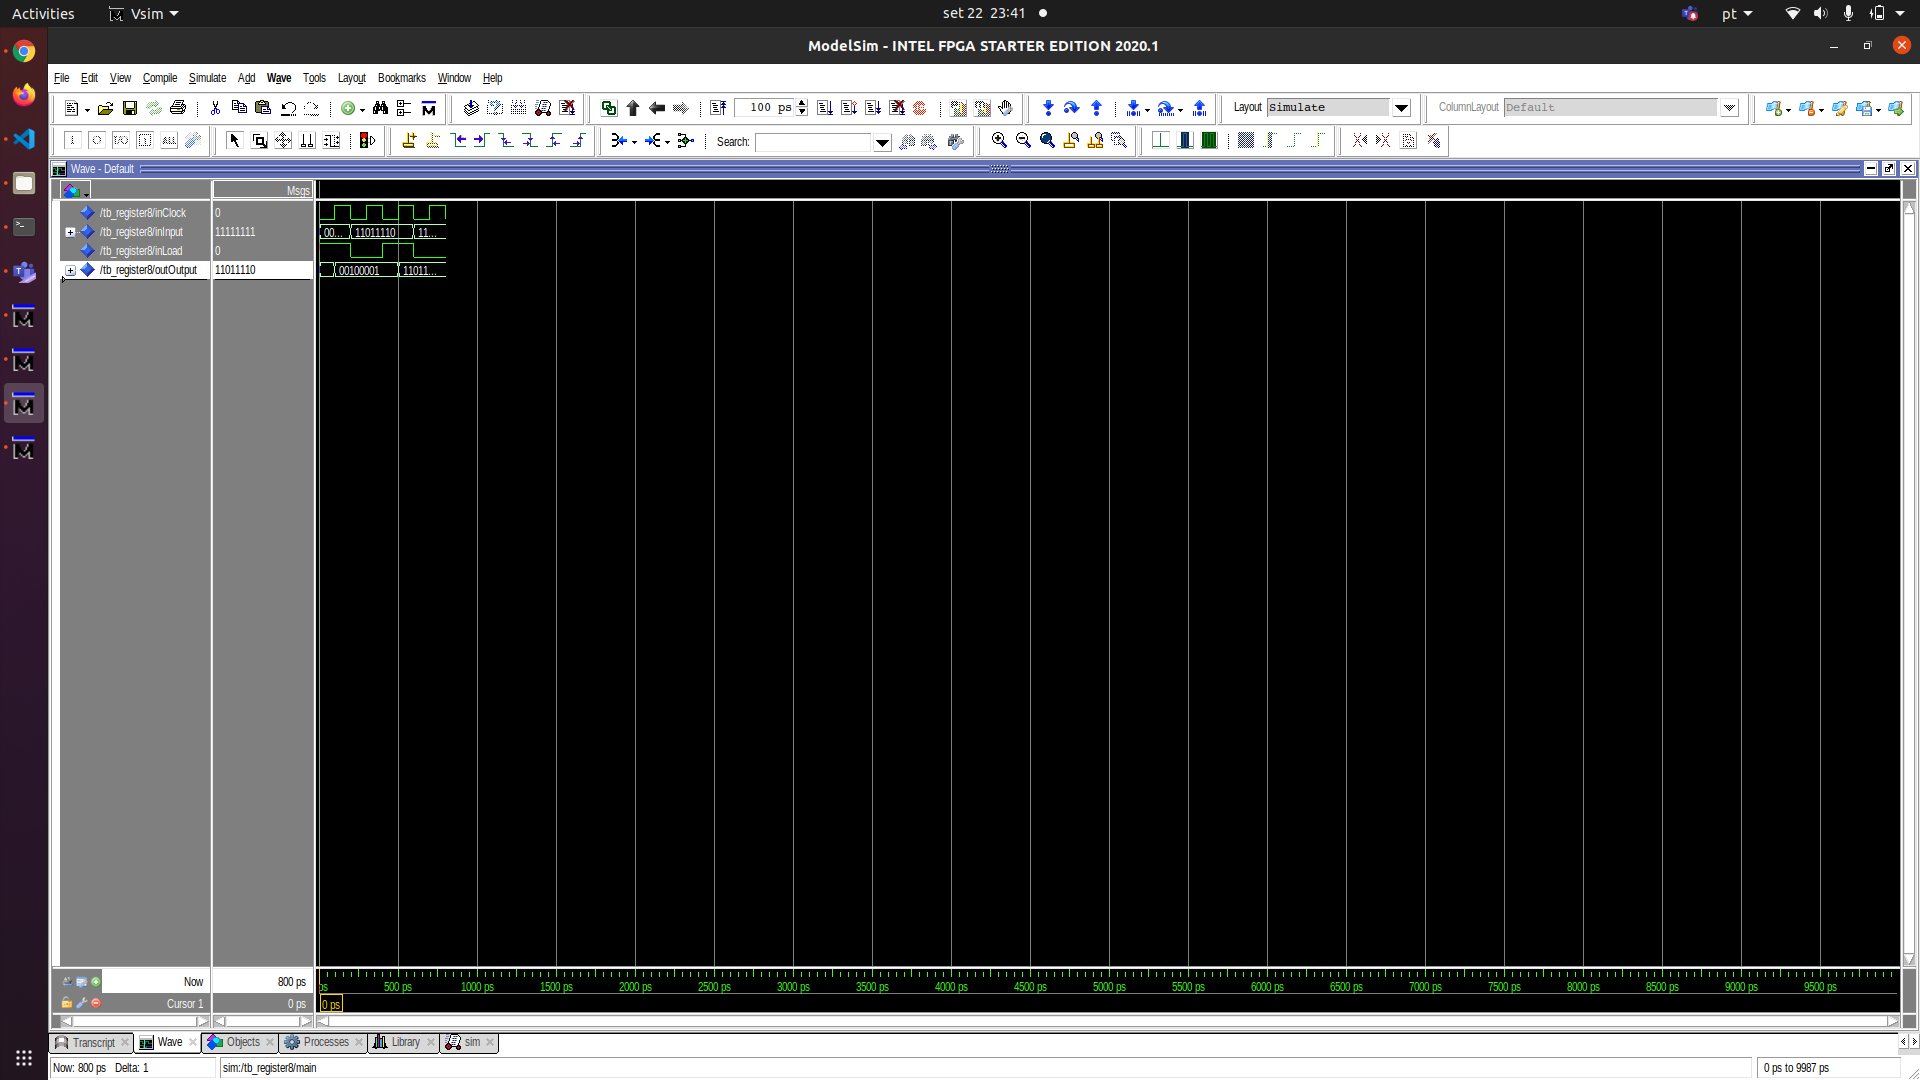 Activities Vsim set 22 23:41 pt
ModelSim - INTEL FPGA STARTER EDITION 2020.1
File Edit View Compile Simulate Add Wave Tools Layout Bookmarks Window Help
100 ps Layout Simulate ColumnLayout Default
Search:
Wave - Default
Msgs
/tb_register8/inClock 0
/tb_register8/inInput 11111111 00... 11011110 11...
/tb_register8/inLoad 0
/tb_register8/outOutput 11011110 00100001 11011...
Now 800 ps ps 500 ps 1000 ps 1500 ps 2000 ps 2500 ps 3000 ps 3500 ps 4000 ps 4500 ps 5000 ps 5500 ps 6000 ps 6500 ps 7000 ps 7500 ps 8000 ps 8500 ps 9000 ps 9500 ps
Cursor 1 0 ps 0 ps
Transcript Wave Objects Processes Library sim
Now: 800 ps Delta: 1 sim:/tb_register8/main 0 ps to 9987 ps